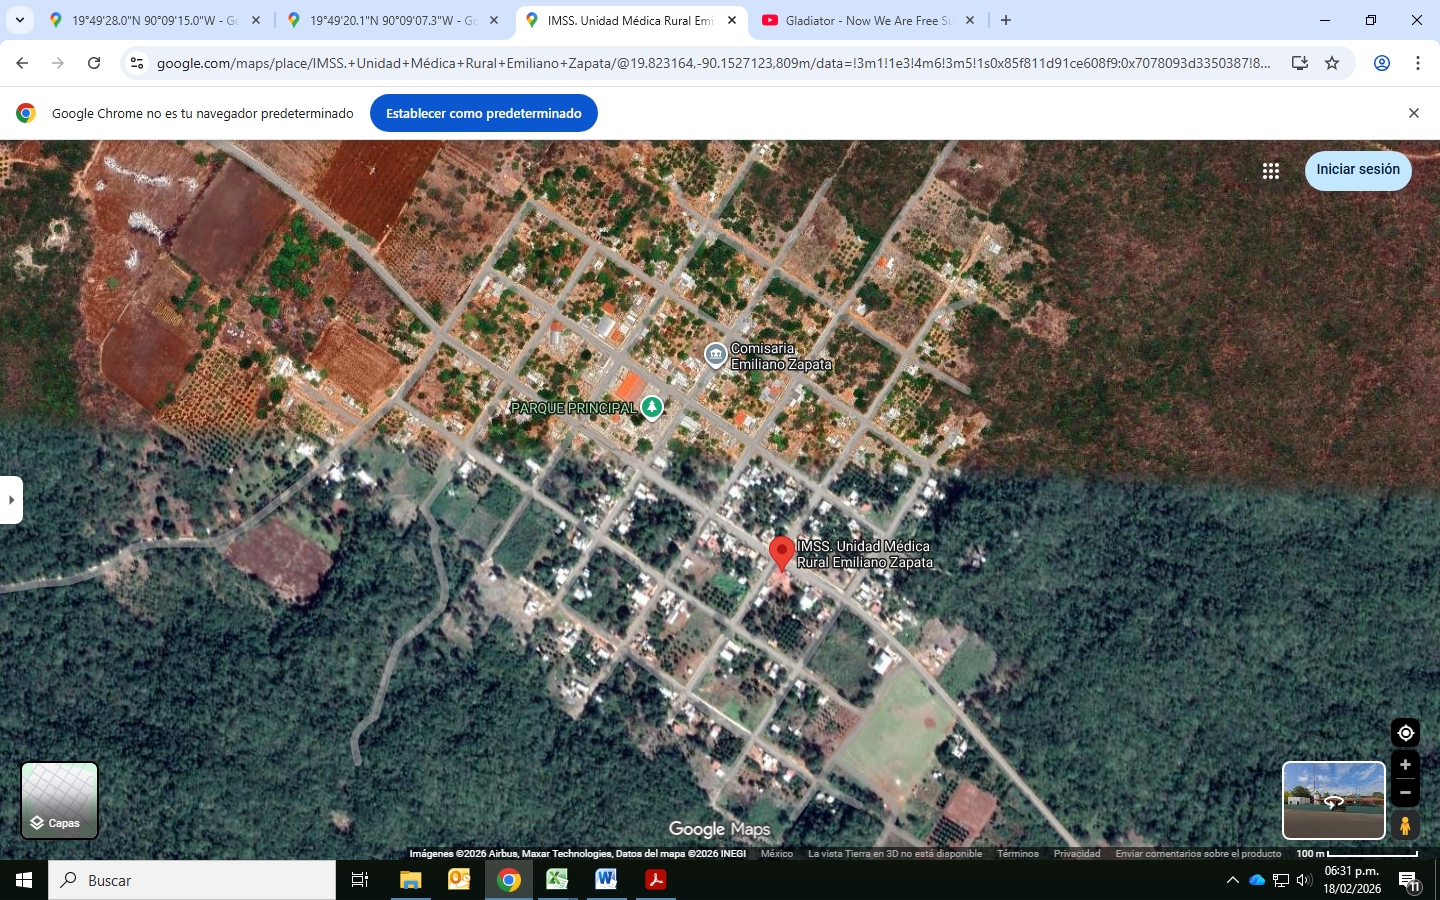 19°49'28.0"N 90°09'15.0"W - Go
19°49'20.1"N 90°09'07.3"W - Go
IMSS. Unidad Médica Rural Emi
Gladiator - Now We Are Free Su
google.com/maps/place/IMSS.+Unidad+Médica+Rural+Emiliano+Zapata/@19.823164,-90.1527123,809m/data=!3m1!1e3!4m6!3m5!1s0x85f811d91ce608f9:0x7078093d3350387!8...
Google Chrome no es tu navegador predeterminado
Establecer como predeterminado
Iniciar sesión
Comisaria
Emiliano Zapata
PARQUE PRINCIPAL
IMSS. Unidad Médica
Rural Emiliano Zapata
Capas
Google Maps
Imágenes ©2026 Airbus, Maxar Technologies, Datos del mapa ©2026 INEGI
México
La vista Tierra en 3D no está disponible
Términos
Privacidad
Enviar comentarios sobre el producto
100 m
Buscar
06:31 p.m.
18/02/2026
11